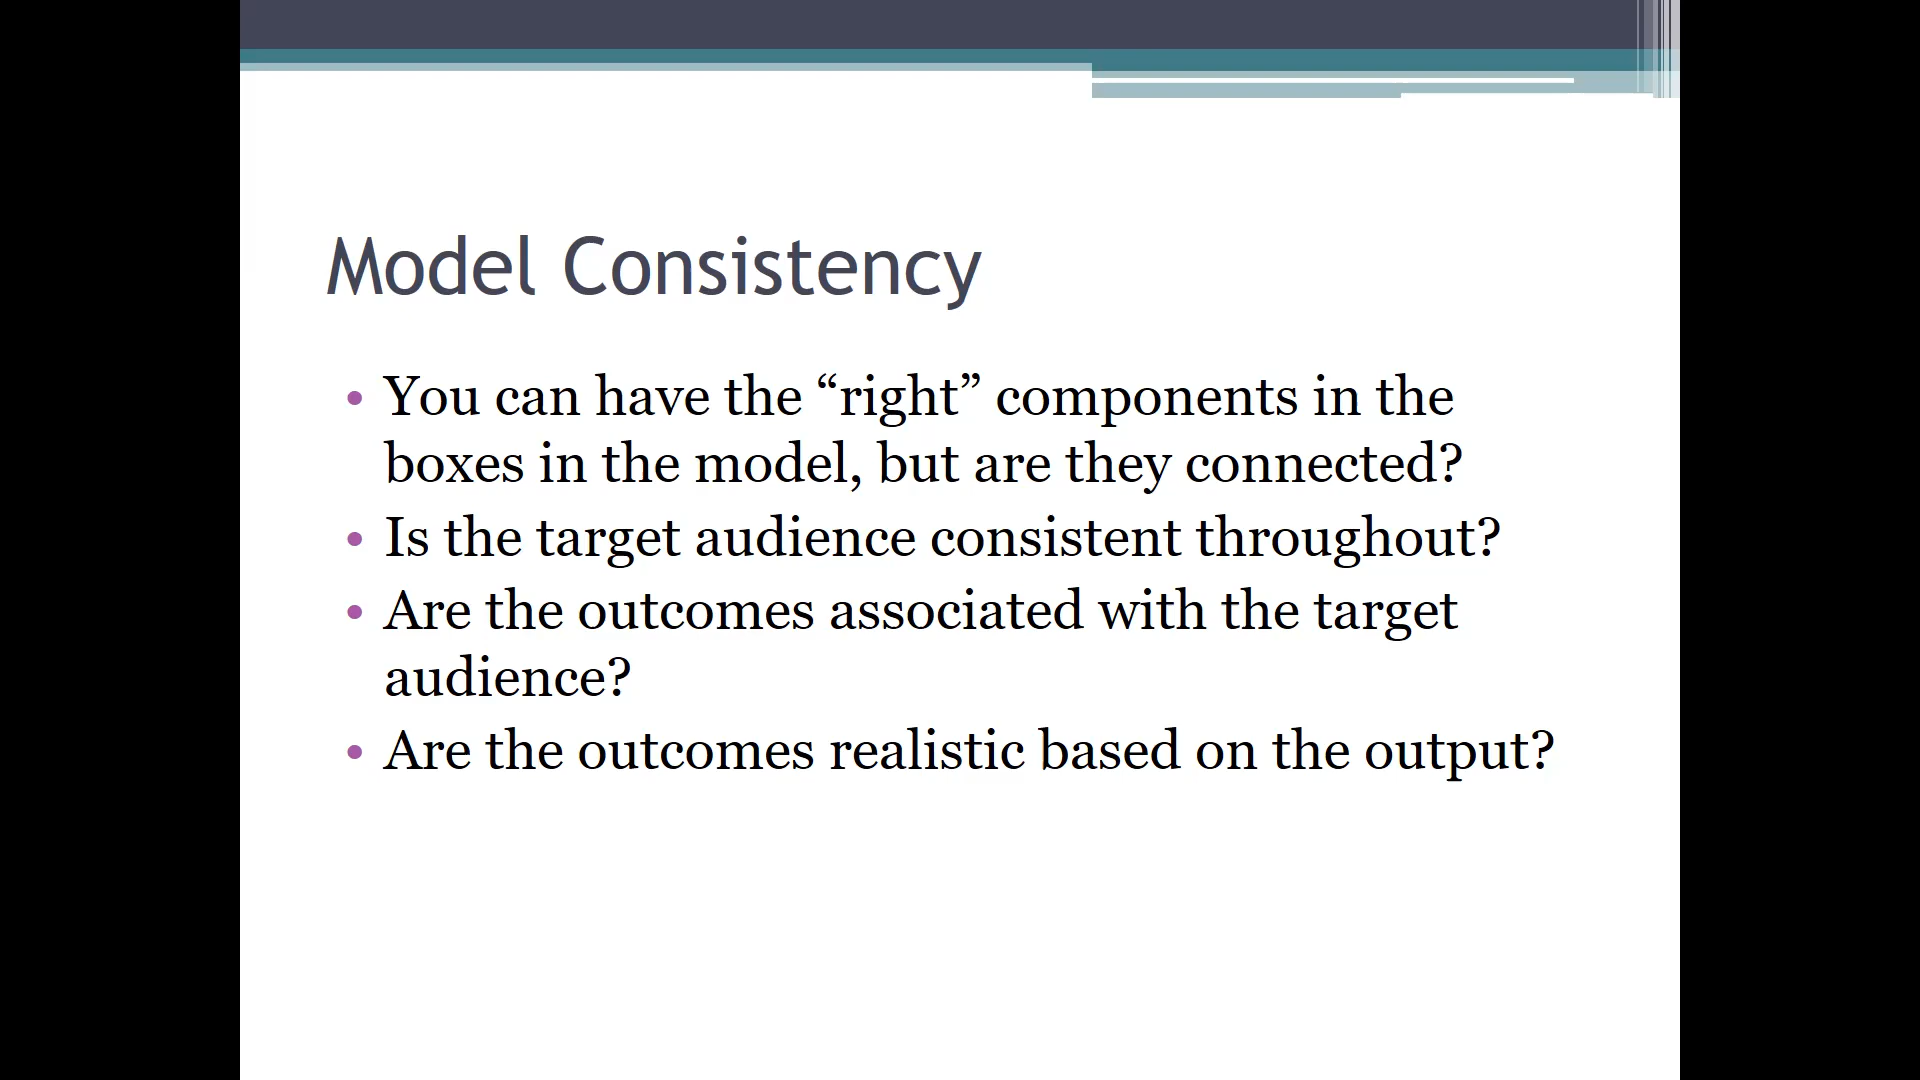 Model Consistency
• You can have the “right” components in the
boxes in the model, but are they connected?
• Is the target audience consistent throughout?
• Are the outcomes associated with the target
audience?
• Are the outcomes realistic based on the output?